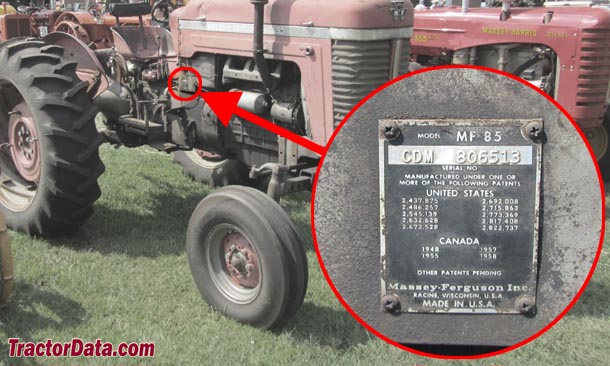 MASSEY-HARRIS
555
MODEL MF 85
CDM 806513
SERIAL NO.
MANUFACTURED UNDER ONE OR
MORE OF THE FOLLOWING PATENTS
UNITED STATES
2,437,875 2,692,008
2,486,257 2,715,863
2,545,139 2,773,369
2,632,628 2,817,408
2,673,528 2,822,737
CANADA
1948 1957
1955 1958
OTHER PATENTS PENDING
Massey-Ferguson Inc.
RACINE, WISCONSIN, U.S.A.
MADE IN U.S.A.
TractorData.com